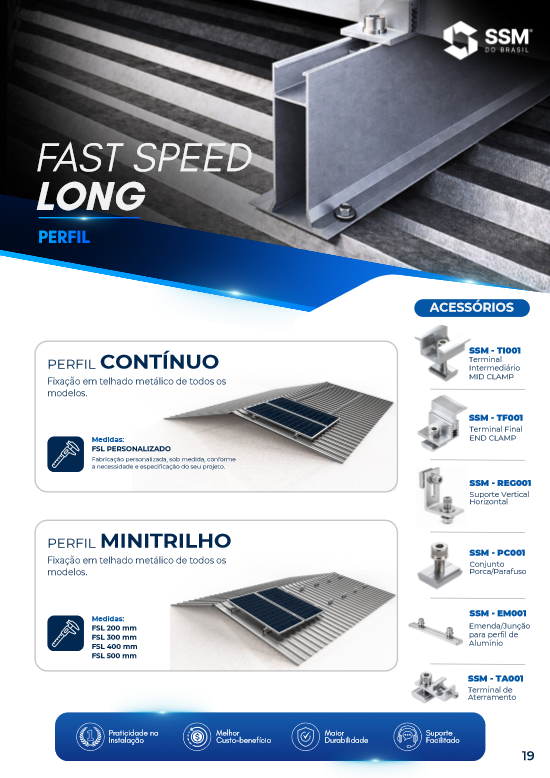 SSM
DO BRASIL
FAST SPEED
LONG
PERFIL
ACESSÓRIOS
PERFIL CONTÍNUO
Fixação em telhado metálico de todos os
modelos.
Medidas:
FSL PERSONALIZADO
Fabricação personalizada, sob medida, conforme
a necessidade e especificação do seu projeto.
PERFIL MINITRILHO
Fixação em telhado metálico de todos os
modelos.
Medidas:
FSL 200 mm
FSL 300 mm
FSL 400 mm
FSL 500 mm
SSM - TI001
Terminal
Intermediário
MID CLAMP
SSM - TF001
Terminal Final
END CLAMP
SSM - REG001
Suporte Vertical
Horizontal
SSM - PC001
Conjunto
Porca/Parafuso
SSM - EM001
Emenda/Junção
para perfil de
Alumínio
SSM - TA001
Terminal de
Aterramento
1
Praticidade na
Instalação
$
Melhor
Custo-benefício
Maior
Durabilidade
Suporte
Facilitado
19